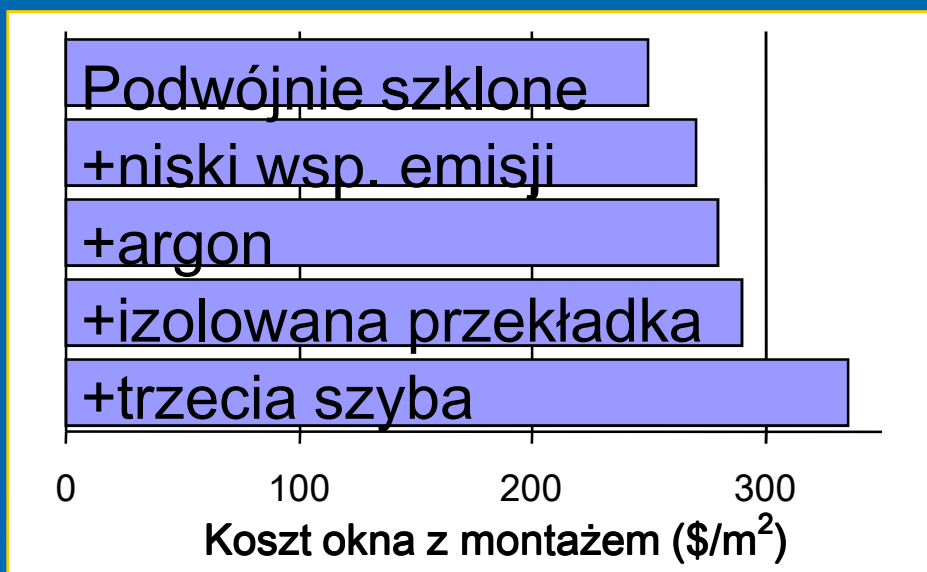 Podwójnie szklone
+niski wsp. emisji
+argon
+izolowana przekładka
+trzecia szyba
0 100 200 300
Koszt okna z montażem ($/m²)